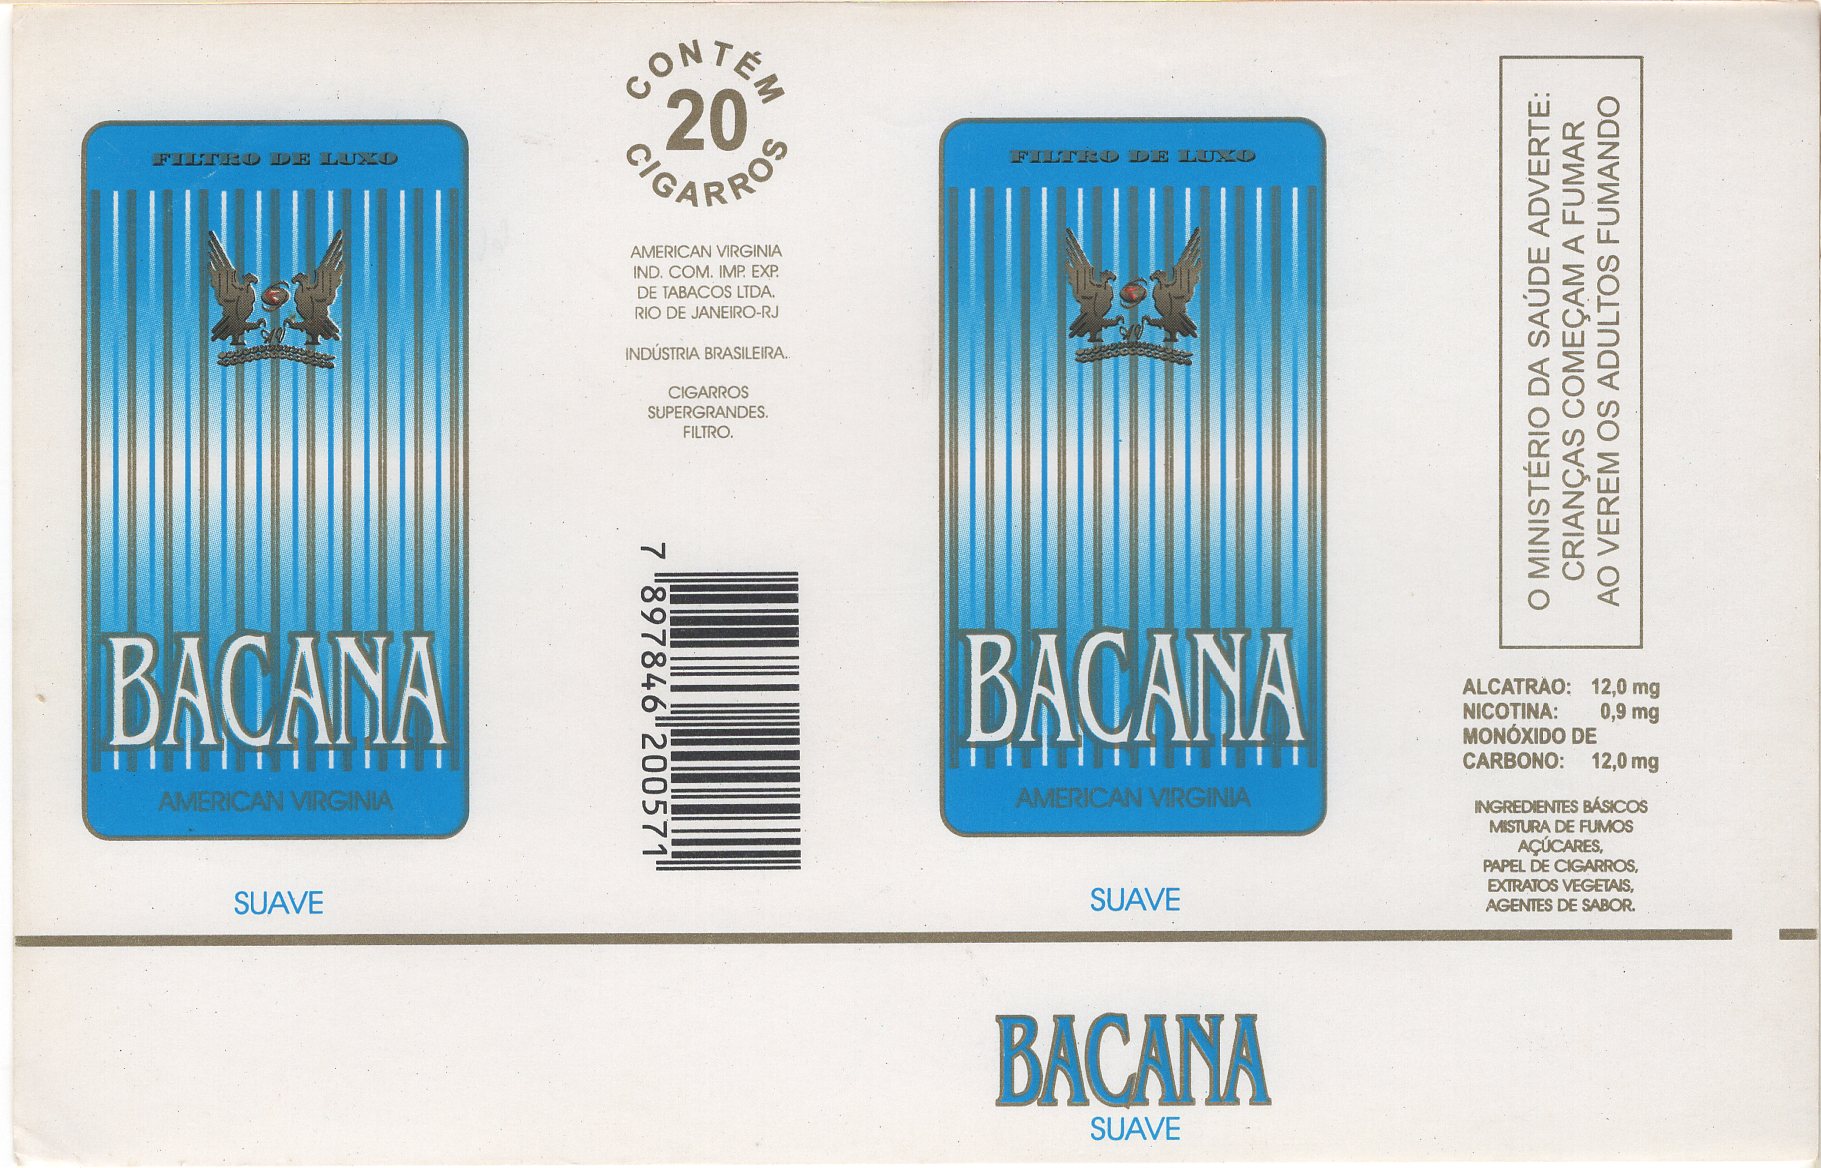 FILTRO DE LUXO
BACANA
AMERICAN VIRGINIA
SUAVE
CONTÉM
20
CIGARROS
AMERICAN VIRGINIA
IND. COM. IMP. EXP.
DE TABACOS LTDA.
RIO DE JANEIRO-RJ
INDÚSTRIA BRASILEIRA.
CIGARROS
SUPERGRANDES.
FILTRO.
7 897846 200571
FILTRO DE LUXO
BACANA
AMERICAN VIRGINIA
SUAVE
O MINISTÉRIO DA SAÚDE ADVERTE:
CRIANÇAS COMEÇAM A FUMAR
AO VEREM OS ADULTOS FUMANDO
ALCATRÃO: 12,0 mg
NICOTINA: 0,9 mg
MONÓXIDO DE
CARBONO: 12,0 mg
INGREDIENTES BÁSICOS
MISTURA DE FUMOS
AÇÚCARES,
PAPEL DE CIGARROS,
EXTRATOS VEGETAIS,
AGENTES DE SABOR.
BACANA
SUAVE